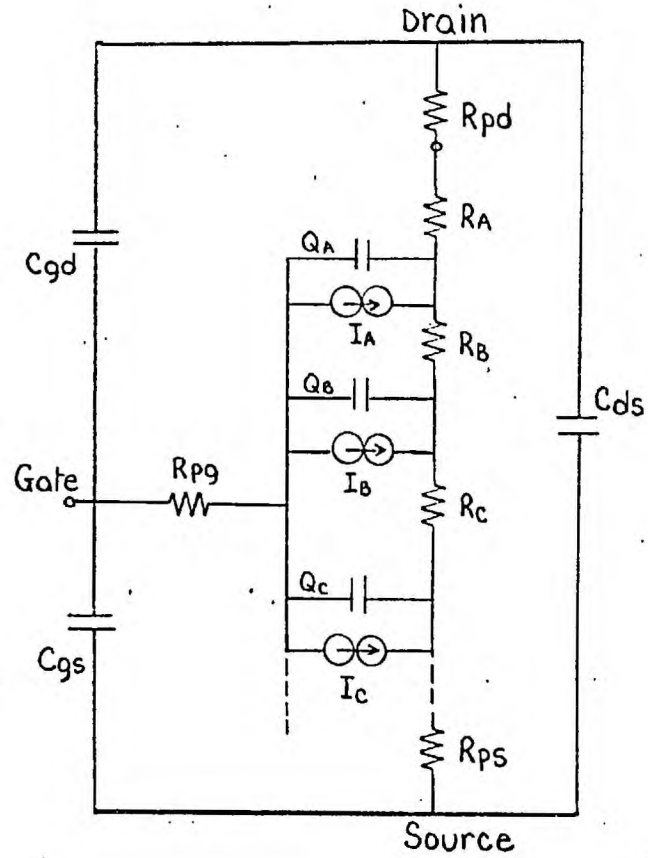 Drain
Rpd
RA
QA
Cgd
IA
RB
QB
Cds
Gate
Rpg
IB
RC
QC
Cgs
IC
Rps
Source